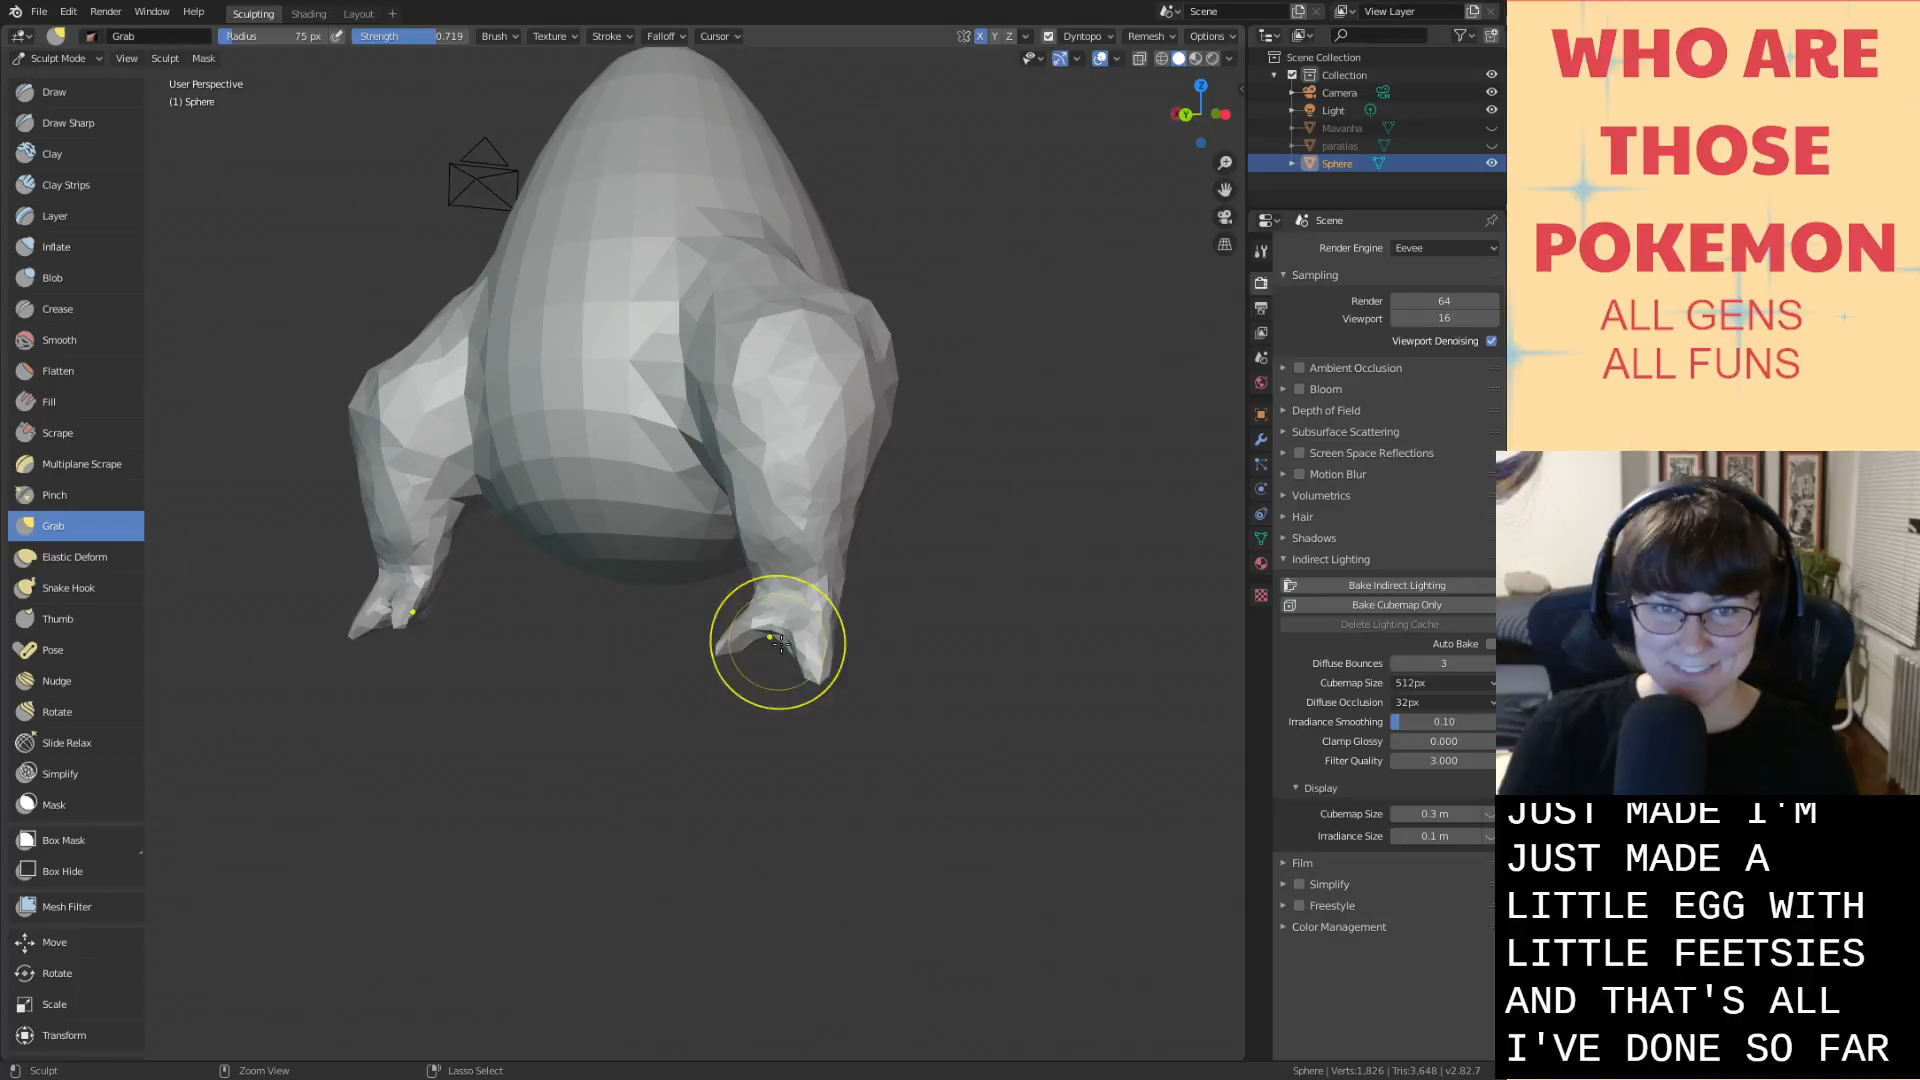 File Edit Render Window Help Sculpting Shading Layout +
Scene
View Layer
Grab
Radius 75 px
Strength 0.719
Brush
Texture
Stroke
Falloff
Cursor
X Y Z
Dyntopo
Remesh
Options
Sculpt Mode View Sculpt Mask
User Perspective
(1) Sphere
Draw
Draw Sharp
Clay
Clay Strips
Layer
Inflate
Blob
Crease
Smooth
Flatten
Fill
Scrape
Multiplane Scrape
Pinch
Grab
Elastic Deform
Snake Hook
Thumb
Pose
Nudge
Rotate
Slide Relax
Simplify
Mask
Box Mask
Box Hide
Mesh Filter
Move
Rotate
Scale
Transform
Z
Y
Scene Collection
Collection
Camera
Light
Mavanha
paratias
Sphere
Scene
Render Engine Eevee
Sampling
Render 64
Viewport 16
Viewport Denoising
Ambient Occlusion
Bloom
Depth of Field
Subsurface Scattering
Screen Space Reflections
Motion Blur
Volumetrics
Hair
Shadows
Indirect Lighting
Bake Indirect Lighting
Bake Cubemap Only
Delete Lighting Cache
Auto Bake
Diffuse Bounces 3
Cubemap Size 512px
Diffuse Occlusion 32px
Irradiance Smoothing 0.10
Clamp Glossy 0.000
Filter Quality 3.000
Display
Cubemap Size 0.3 m
Irradiance Size 0.1 m
Film
Simplify
Freestyle
Color Management
Sculpt
Zoom View
Lasso Select
Sphere | Verts:1,826 | Tris:3,648 | v2.82.7
WHO ARE
THOSE
POKEMON
ALL GENS
ALL FUNS
JUST MADE I'M
JUST MADE A
LITTLE EGG WITH
LITTLE FEETSIES
AND THAT'S ALL
I'VE DONE SO FAR